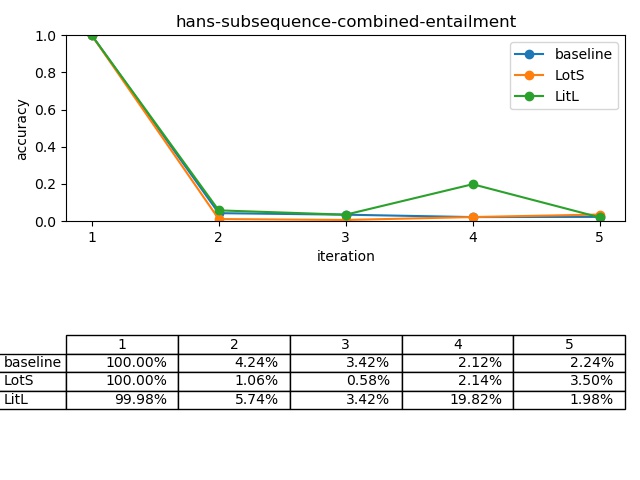 hans-subsequence-combined-entailment
1.0
0.8
0.6
0.4
0.2
0.0
accuracy
baseline
LotS
LitL
1 2 3 4 5
iteration
1 2 3 4 5
baseline 100.00% 4.24% 3.42% 2.12% 2.24%
LotS 100.00% 1.06% 0.58% 2.14% 3.50%
LitL 99.98% 5.74% 3.42% 19.82% 1.98%